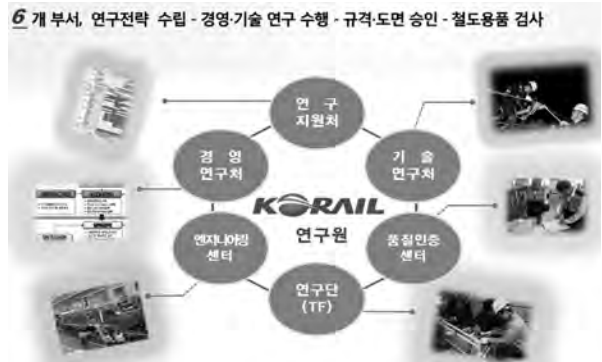 6 개 부서, 연구전략 수립 - 경영·기술 연구 수행 - 규격·도면 승인 - 철도용품 검사
연 구
지원처
경 영
연구처
기 술
연구처
KORAIL
연구원
엔지니어링
센터
품질인증
센터
연구단
(TF)